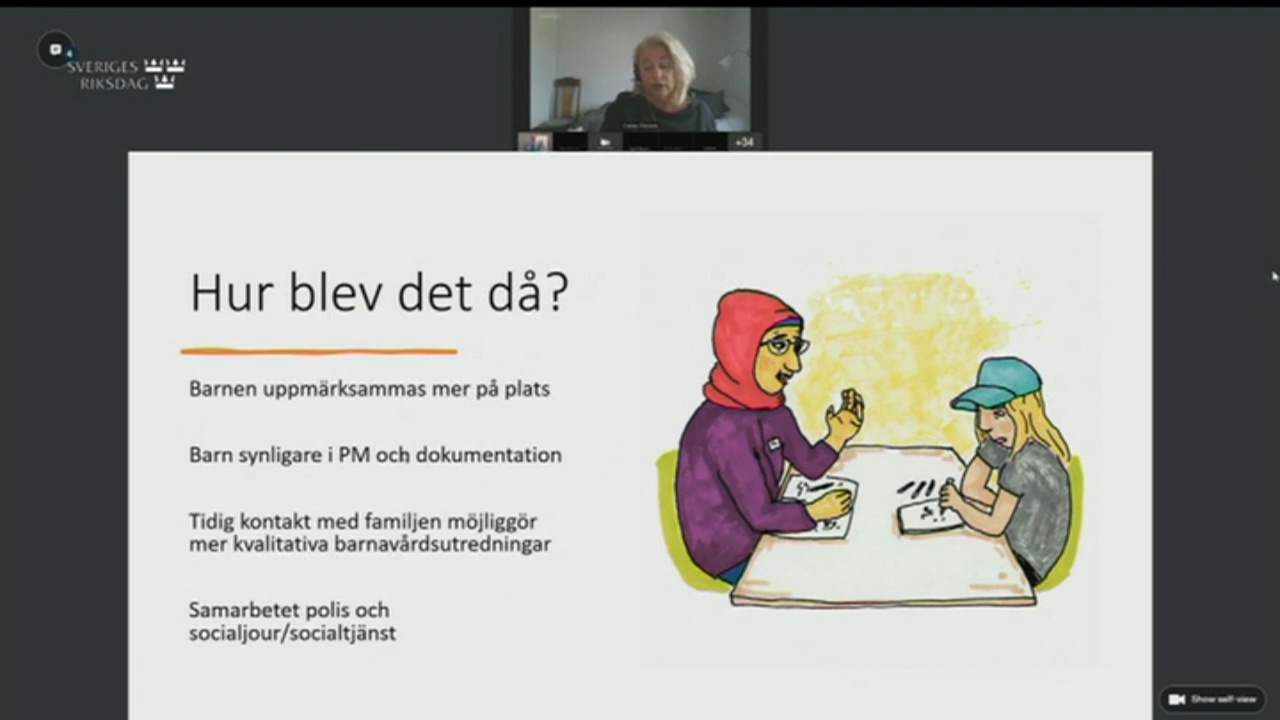 SVERIGES
RIKSDAG
+34
Hur blev det då?
Barnen uppmärksammas mer på plats
Barn synligare i PM och dokumentation
Tidig kontakt med familjen möjliggör
mer kvalitativa barnavårdsutredningar
Samarbetet polis och
socialjour/socialtjänst
Show self-view